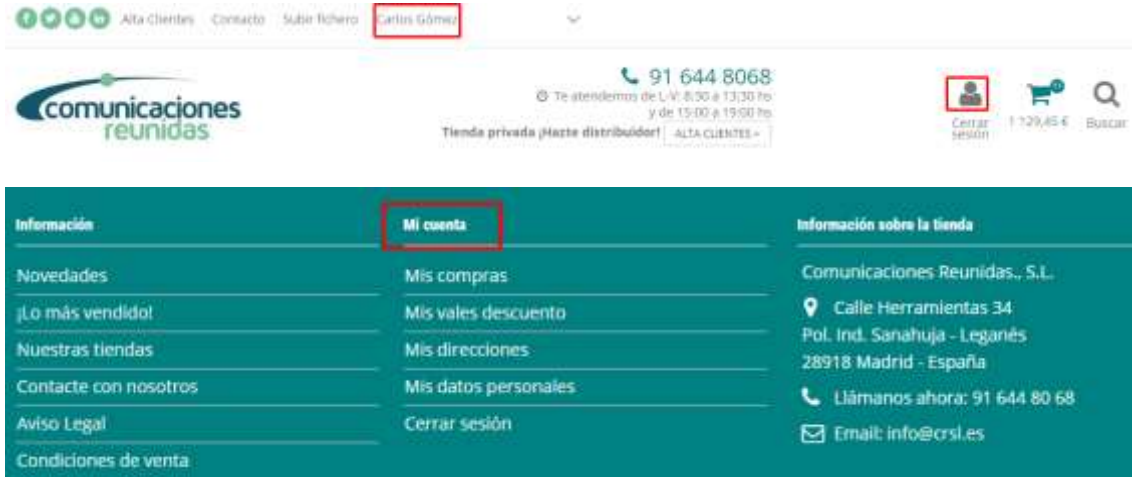 Alta Clientes Contacto Subir fichero Carlos Gómez
comunicaciones
reunidas
91 644 8068
Te atendemos de L-V: 8:30 a 13:30 hs
y de 15:00 a 19:00 hs
Tienda privada ¡Hazte distribuidor! ALTA CLIENTES »
Cerrar
sesión
1 129,45 €
Buscar
Información
Novedades
¡Lo más vendido!
Nuestras tiendas
Contacte con nosotros
Aviso Legal
Condiciones de venta
Mi cuenta
Mis compras
Mis vales descuento
Mis direcciones
Mis datos personales
Cerrar sesión
Información sobre la tienda
Comunicaciones Reunidas., S.L.
Calle Herramientas 34
Pol. Ind. Sanahuja - Leganés
28918 Madrid - España
Llámanos ahora: 91 644 80 68
Email: info@crsl.es